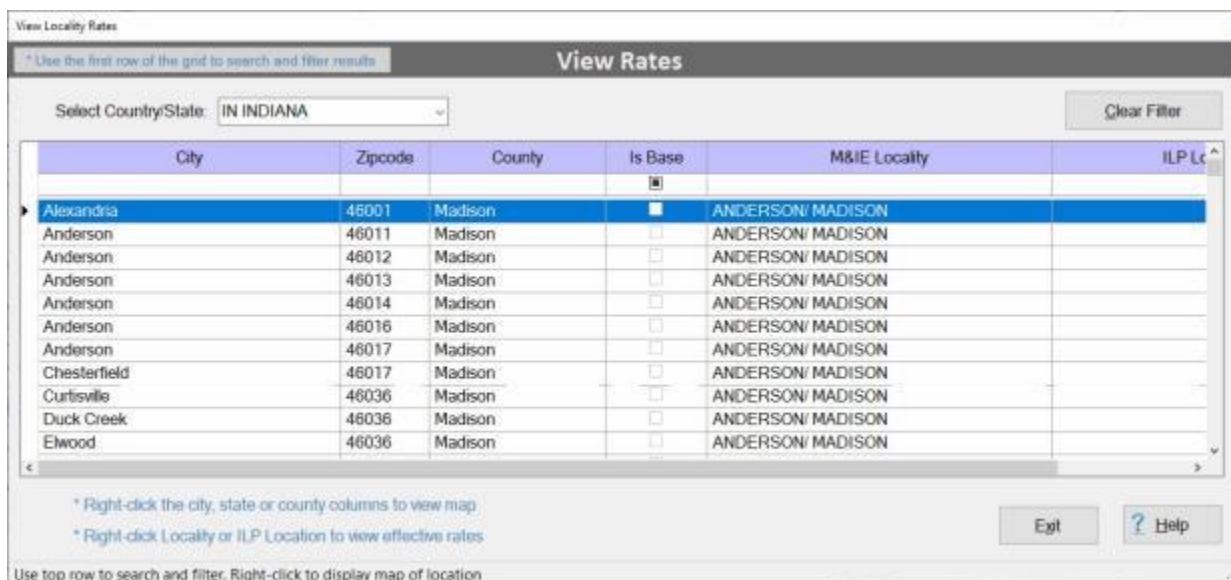 View Locality Rates
* Use the first row of the grid to search and filter results
View Rates
Select Country/State: IN INDIANA
Clear Filter
City Zipcode County Is Base M&IE Locality ILP Lc
Alexandria 46001 Madison ANDERSON/ MADISON
Anderson 46011 Madison ANDERSON/ MADISON
Anderson 46012 Madison ANDERSON/ MADISON
Anderson 46013 Madison ANDERSON/ MADISON
Anderson 46014 Madison ANDERSON/ MADISON
Anderson 46016 Madison ANDERSON/ MADISON
Anderson 46017 Madison ANDERSON/ MADISON
Chesterfield 46017 Madison ANDERSON/ MADISON
Curtisville 46036 Madison ANDERSON/ MADISON
Duck Creek 46036 Madison ANDERSON/ MADISON
Elwood 46036 Madison ANDERSON/ MADISON
* Right-click the city, state or county columns to view map
* Right-click Locality or ILP Location to view effective rates
Exit
? Help
Use top row to search and filter. Right-click to display map of location